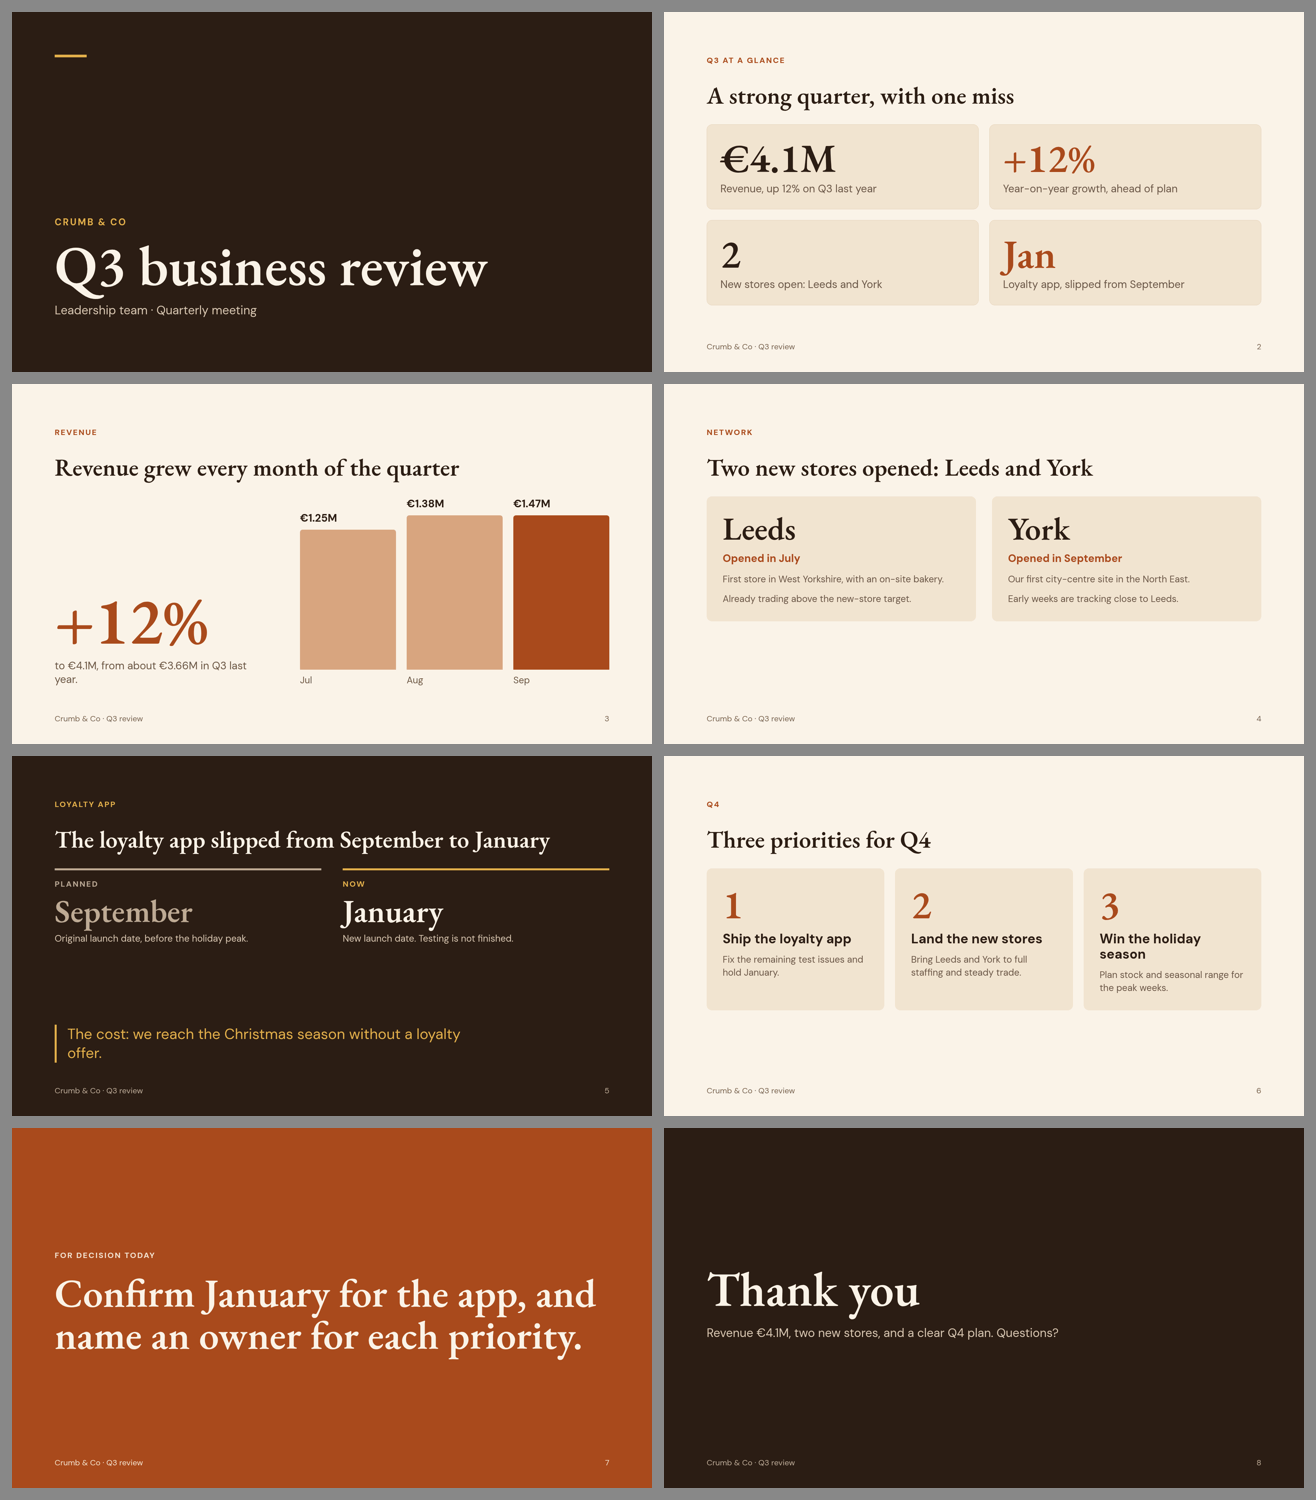 CRUMB & CO
Q3 business review
Leadership team · Quarterly meeting
Q3 AT A GLANCE
A strong quarter, with one miss
€4.1M
Revenue, up 12% on Q3 last year
+12%
Year-on-year growth, ahead of plan
2
New stores open: Leeds and York
Jan
Loyalty app, slipped from September
Crumb & Co · Q3 review
2
REVENUE
Revenue grew every month of the quarter
+12%
to €4.1M, from about €3.66M in Q3 last
year.
€1.25M
€1.38M
€1.47M
Jul
Aug
Sep
Crumb & Co · Q3 review
3
NETWORK
Two new stores opened: Leeds and York
Leeds
Opened in July
First store in West Yorkshire, with an on-site bakery.
Already trading above the new-store target.
York
Opened in September
Our first city-centre site in the North East.
Early weeks are tracking close to Leeds.
Crumb & Co · Q3 review
4
LOYALTY APP
The loyalty app slipped from September to January
PLANNED
September
Original launch date, before the holiday peak.
NOW
January
New launch date. Testing is not finished.
The cost: we reach the Christmas season without a loyalty
offer.
Crumb & Co · Q3 review
5
Q4
Three priorities for Q4
1
Ship the loyalty app
Fix the remaining test issues and
hold January.
2
Land the new stores
Bring Leeds and York to full
staffing and steady trade.
3
Win the holiday
season
Plan stock and seasonal range for
the peak weeks.
Crumb & Co · Q3 review
6
FOR DECISION TODAY
Confirm January for the app, and
name an owner for each priority.
Crumb & Co · Q3 review
7
Thank you
Revenue €4.1M, two new stores, and a clear Q4 plan. Questions?
Crumb & Co · Q3 review
8